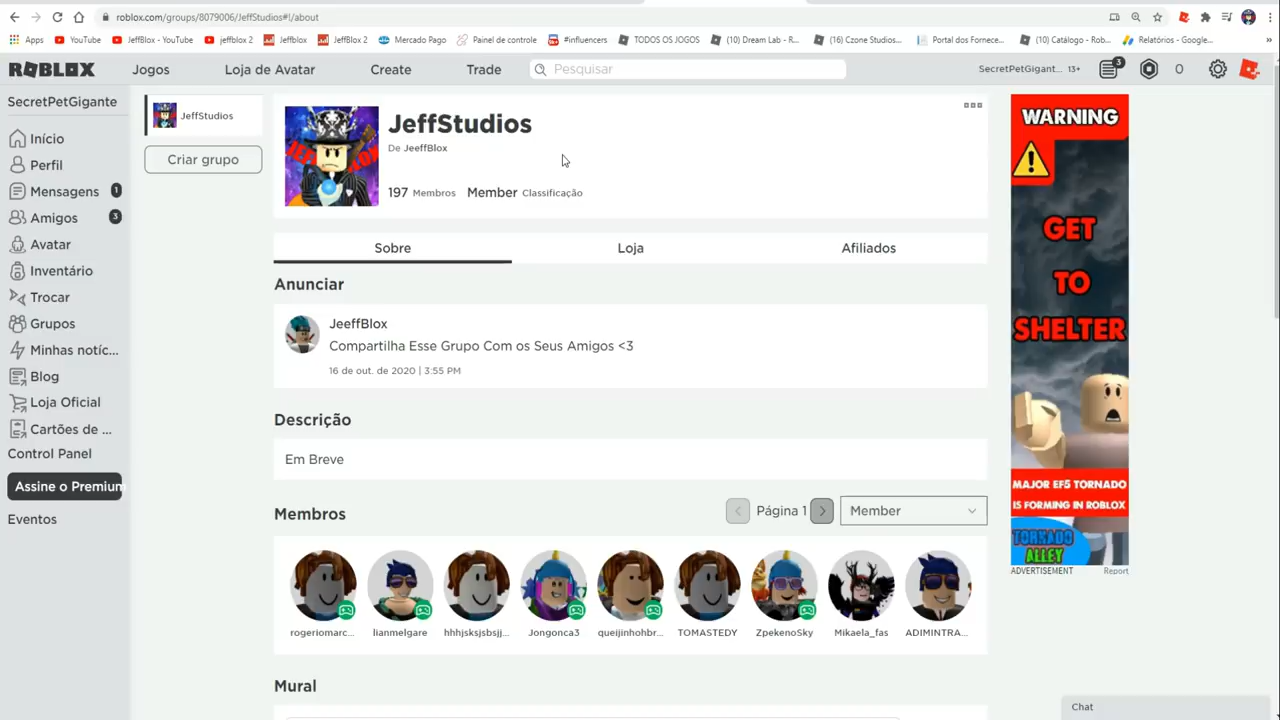 roblox.com/groups/8079006/JeffStudios#!/about
Apps YouTube JeffBlox - YouTube jeffblox 2 Jeffblox JeffBlox 2 Mercado Pago Painel de controle #influencers TODOS OS JOGOS (10) Dream Lab - R... (16) Czone Studios... Portal dos Fornece... (10) Catálogo - Rob... Relatórios - Google... »
ROBLOX Jogos Loja de Avatar Create Trade Pesquisar SecretPetGigant... 13+ 3 0
SecretPetGigante
Início
Perfil
Mensagens 1
Amigos 3
Avatar
Inventário
Trocar
Grupos
Minhas notíc...
Blog
Loja Oficial
Cartões de ...
Control Panel
Assine o Premium
Eventos
JeffStudios
Criar grupo
JeffStudios
De JeeffBlox
197 Membros Member Classificação
Sobre Loja Afiliados
Anunciar
JeeffBlox
Compartilha Esse Grupo Com os Seus Amigos <3
16 de out. de 2020 | 3:55 PM
Descrição
Em Breve
Membros Página 1 Member
rogeriomarc... lianmelgare hhhjsksjsbsjj... Jongonca3 queijinhohbr... TOMASTEDY ZpekenoSky Mikaela_fas ADIMINTRA...
Mural
WARNING
GET
TO
SHELTER
MAJOR EF5 TORNADO
IS FORMING IN ROBLOX
TORNADO
ALLEY
ADVERTISEMENT Report
Chat